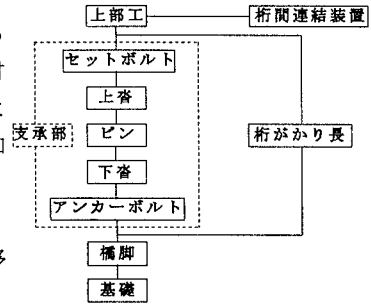 上部工
桁間連結装置
セットボルト
上沓
支承部
ピン
桁がかり長
下沓
アンカーボルト
橋脚
基礎